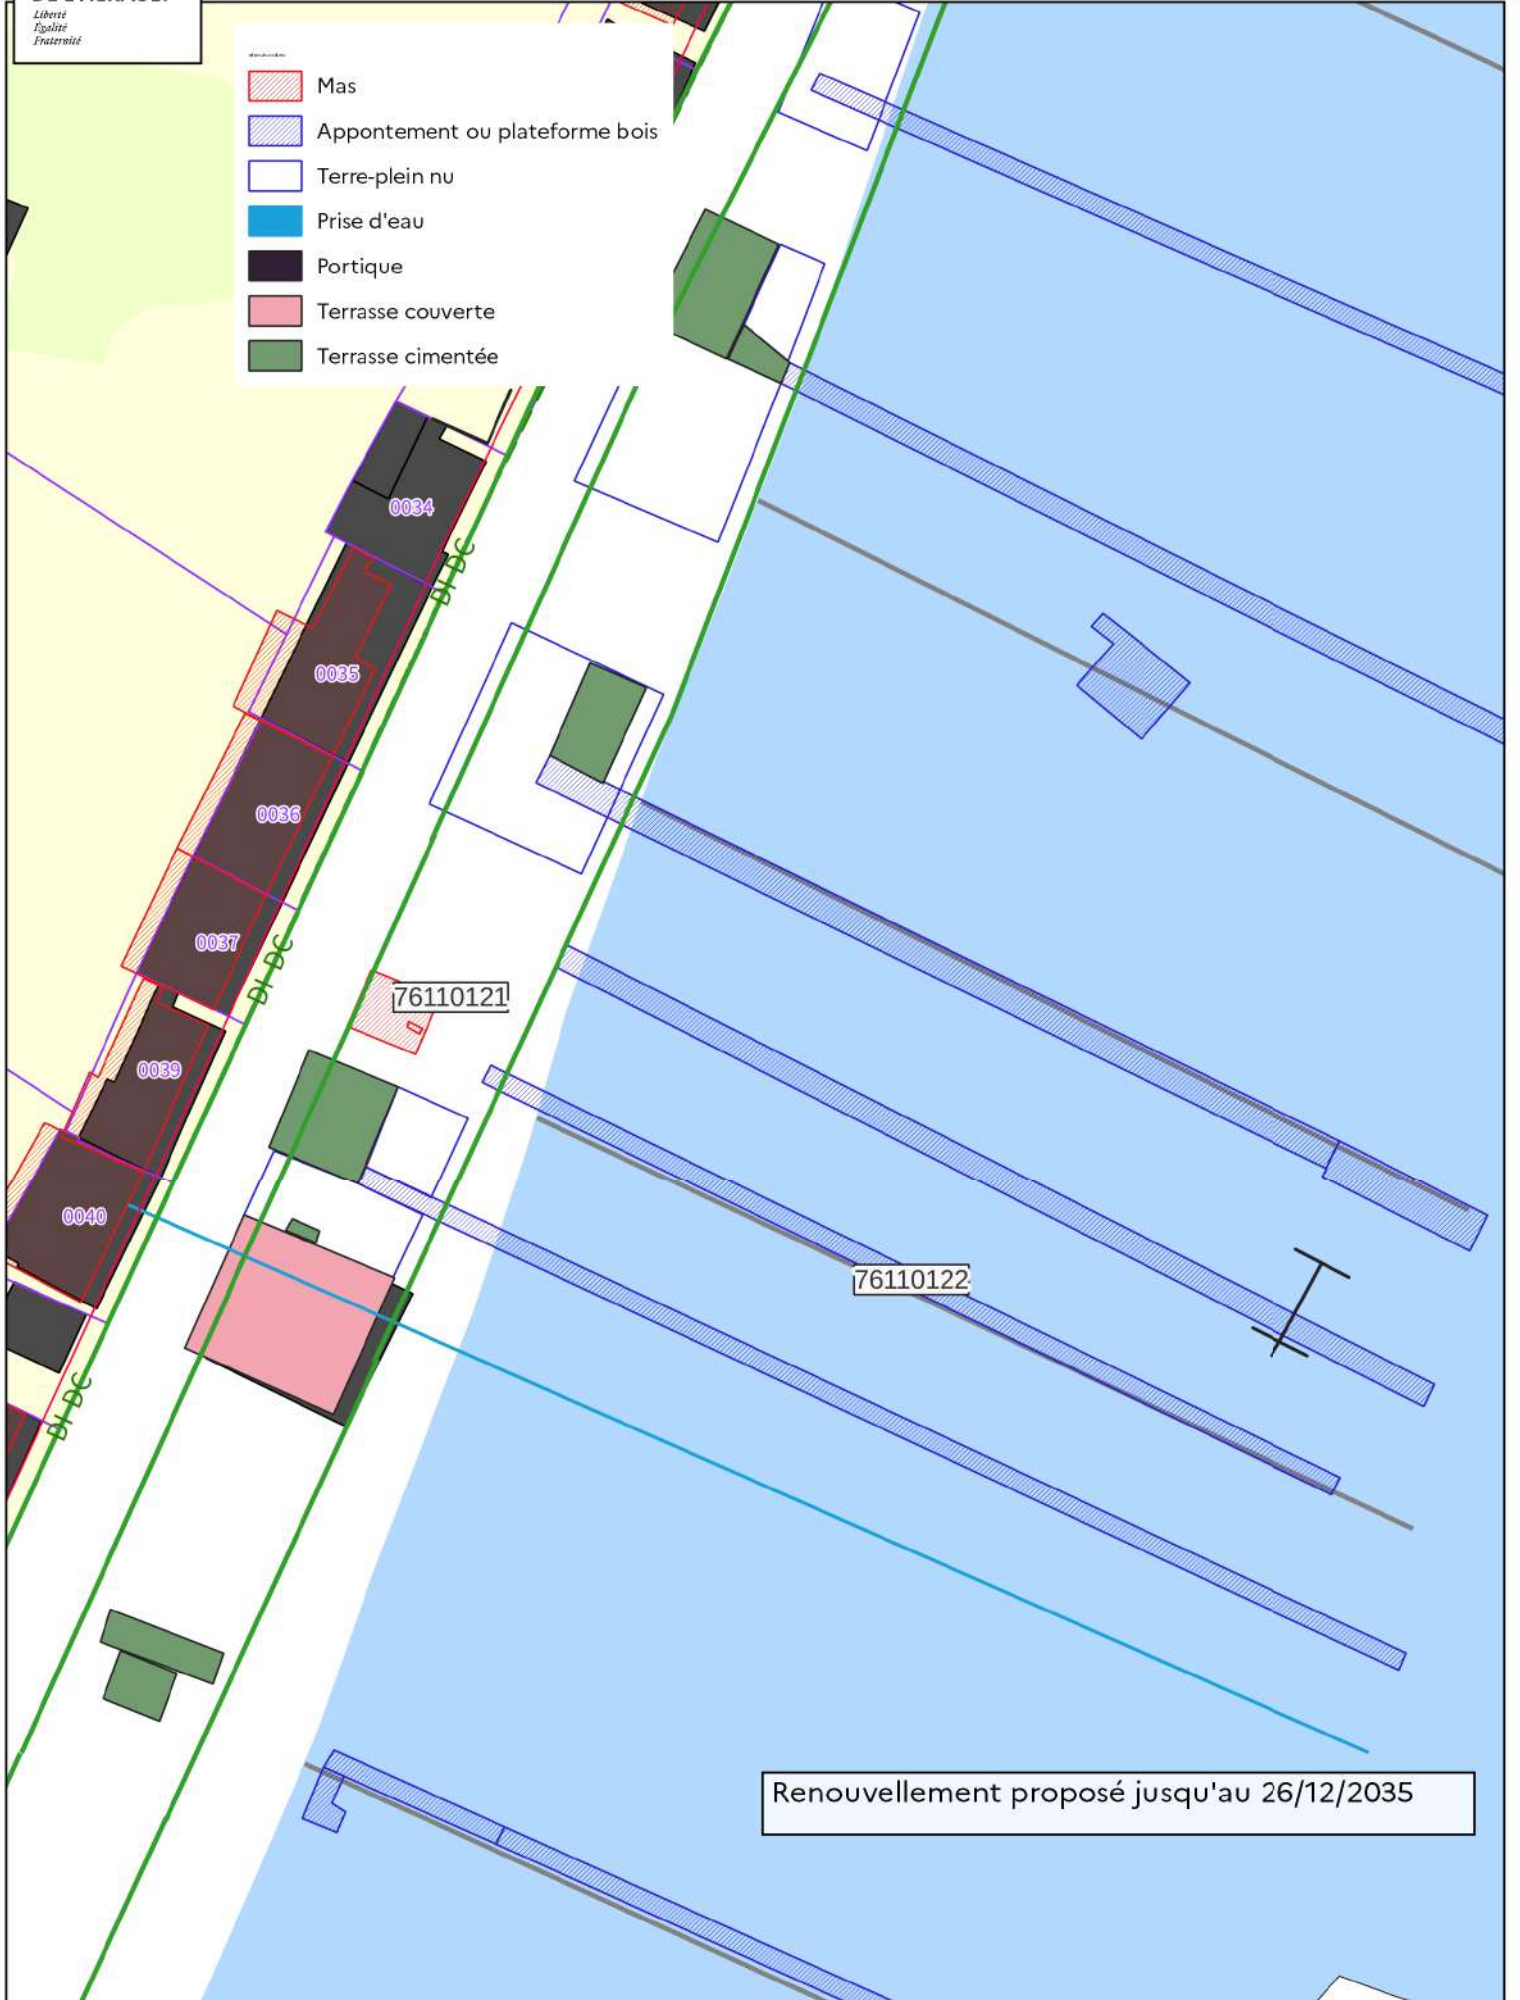 Liberté
Égalité
Fraternité
Mas
Appontement ou plateforme bois
Terre-plein nu
Prise d'eau
Portique
Terrasse couverte
Terrasse cimentée
0034
DI-DC
0035
0036
0037
DI-DC
76110121
0039
0040
76110122
DI-DC
Renouvellement proposé jusqu'au 26/12/2035